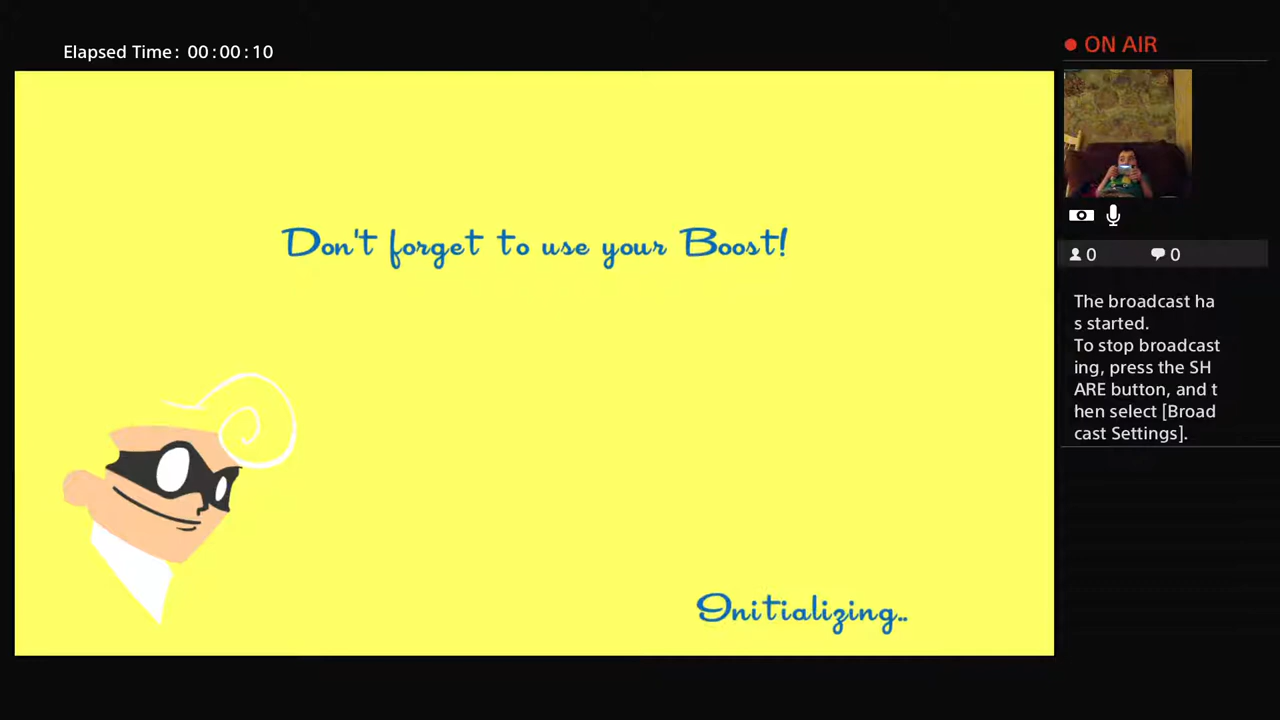 Elapsed Time: 00:00:10
ON AIR
Don't forget to use your Boost!
0 0
The broadcast ha
s started.
To stop broadcast
ing, press the SH
ARE button, and t
hen select [Broad
cast Settings].
Initializing..